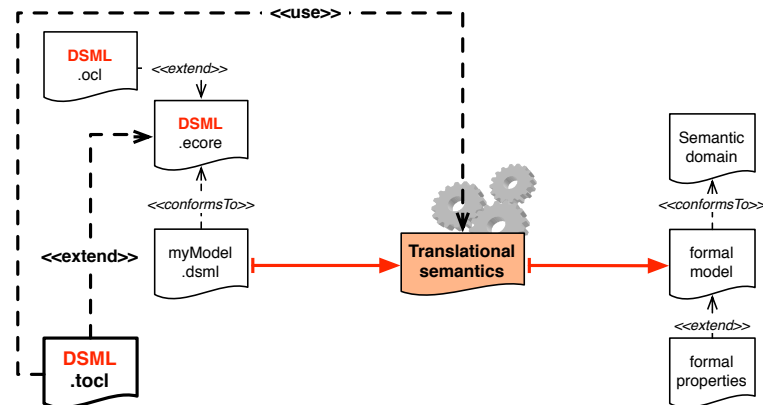 <<use>>
DSML
.ocl
<<extend>>
DSML
.ecore
Semantic
domain
<<conformsTo>>
<<conformsTo>>
<<extend>>
myModel
.dsml
Translational
semantics
formal
model
<<extend>>
DSML
.tocl
formal
properties